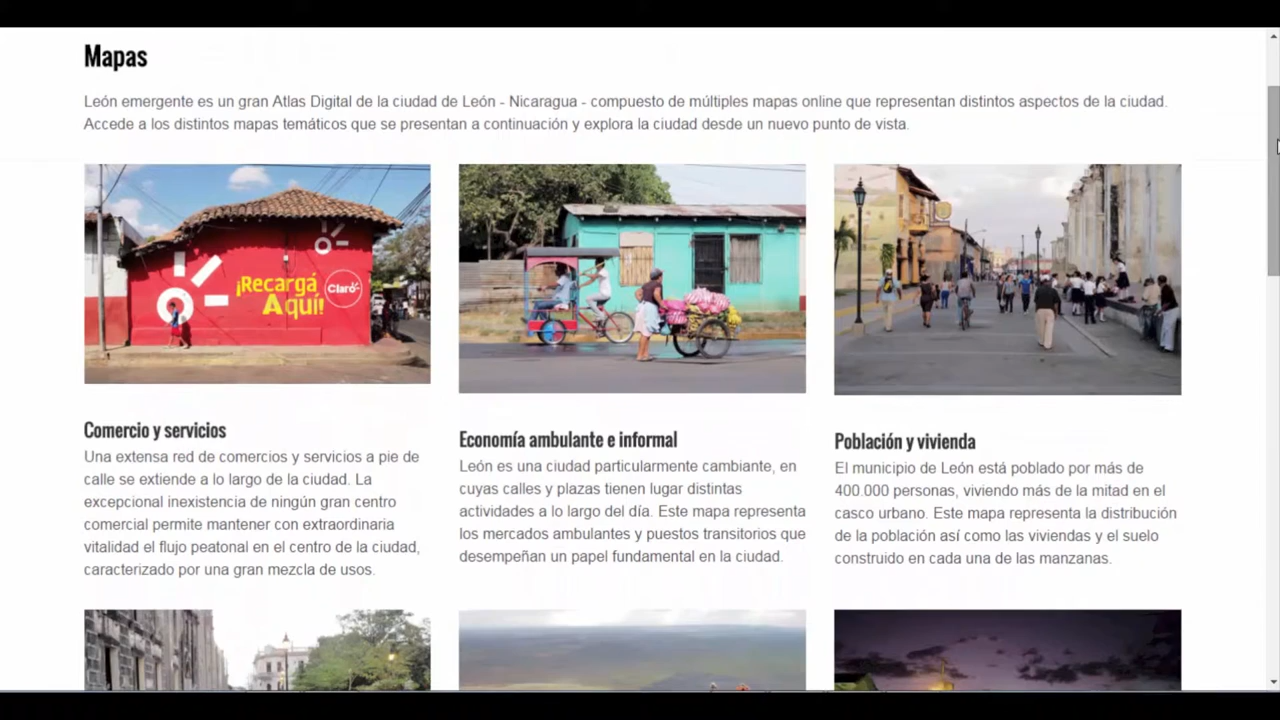 Mapas
León emergente es un gran Atlas Digital de la ciudad de León - Nicaragua - compuesto de múltiples mapas online que representan distintos aspectos de la ciudad.
Accede a los distintos mapas temáticos que se presentan a continuación y explora la ciudad desde un nuevo punto de vista.
¡Recargá
Aquí!
Claro
Comercio y servicios
Una extensa red de comercios y servicios a pie de
calle se extiende a lo largo de la ciudad. La
excepcional inexistencia de ningún gran centro
comercial permite mantener con extraordinaria
vitalidad el flujo peatonal en el centro de la ciudad,
caracterizado por una gran mezcla de usos.
Economía ambulante e informal
León es una ciudad particularmente cambiante, en
cuyas calles y plazas tienen lugar distintas
actividades a lo largo del día. Este mapa representa
los mercados ambulantes y puestos transitorios que
desempeñan un papel fundamental en la ciudad.
Población y vivienda
El municipio de León está poblado por más de
400.000 personas, viviendo más de la mitad en el
casco urbano. Este mapa representa la distribución
de la población así como las viviendas y el suelo
construido en cada una de las manzanas.